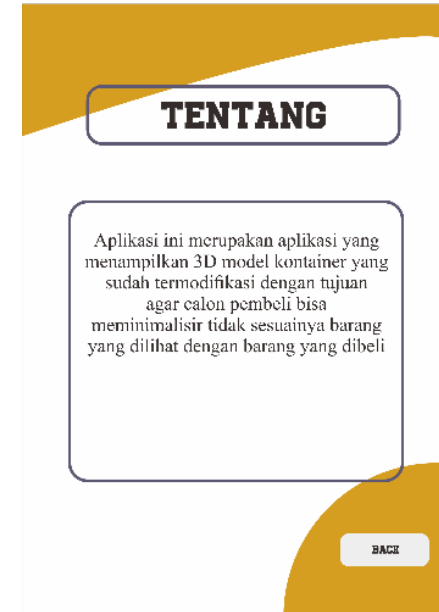 TENTANG
Aplikasi ini merupakan aplikasi yang
menampilkan 3D model kontainer yang
sudah termodifikasi dengan tujuan
agar calon pembeli bisa
meminimalisir tidak sesuainya barang
yang dilihat dengan barang yang dibeli
BACK